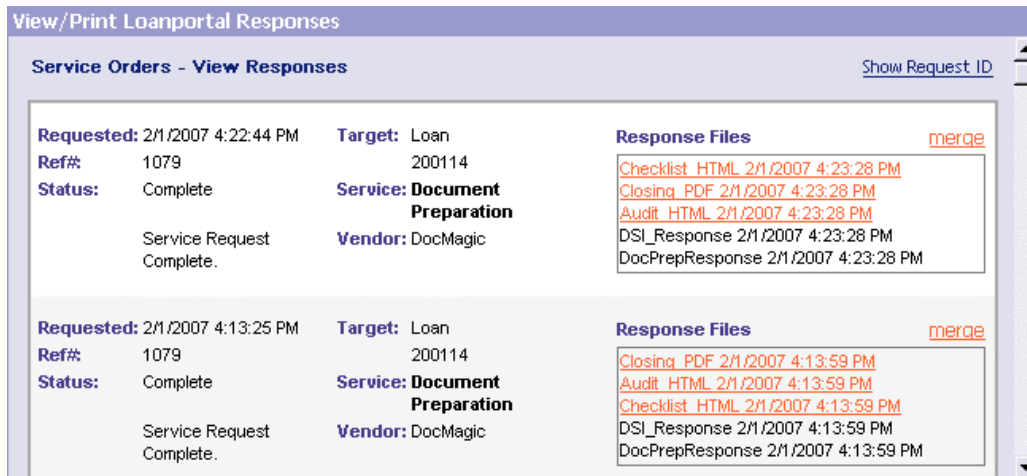 View/Print Loanportal Responses
Service Orders - View Responses
Show Request ID
Requested: 2/1/2007 4:22:44 PM Target: Loan Response Files merge
Ref#: 1079 200114
Checklist_HTML 2/1/2007 4:23:28 PM
Status: Complete Service: Document Preparation
Closing_PDF 2/1/2007 4:23:28 PM
Audit_HTML 2/1/2007 4:23:28 PM
Service Request Complete. Vendor: DocMagic
DSI_Response 2/1/2007 4:23:28 PM
DocPrepResponse 2/1/2007 4:23:28 PM
Requested: 2/1/2007 4:13:25 PM Target: Loan Response Files merge
Ref#: 1079 200114
Closing_PDF 2/1/2007 4:13:59 PM
Status: Complete Service: Document Preparation
Audit_HTML 2/1/2007 4:13:59 PM
Checklist_HTML 2/1/2007 4:13:59 PM
Service Request Complete. Vendor: DocMagic
DSI_Response 2/1/2007 4:13:59 PM
DocPrepResponse 2/1/2007 4:13:59 PM